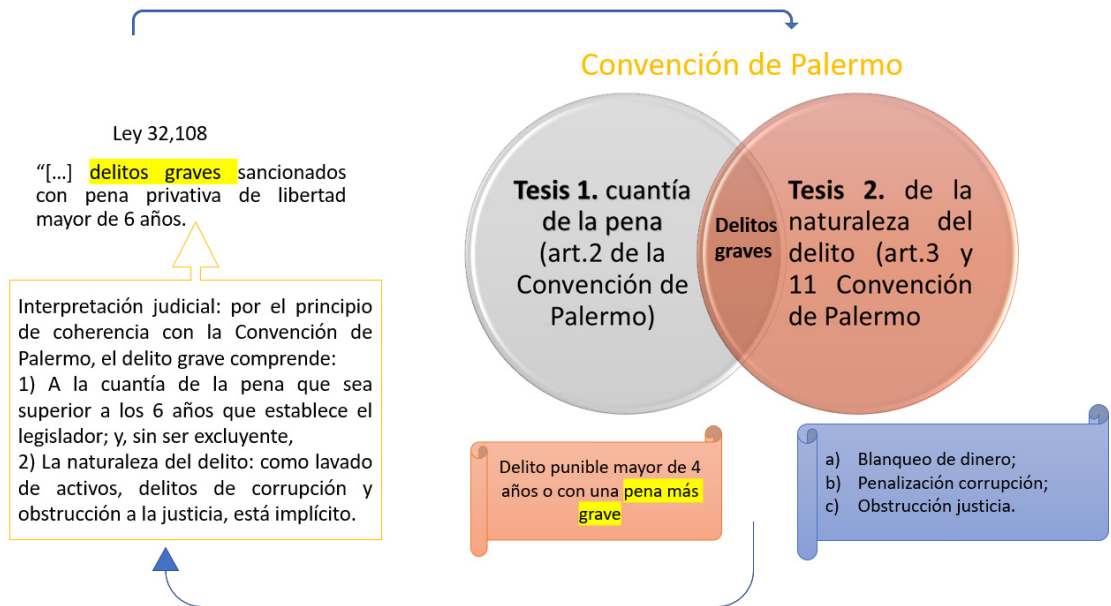 Convención de Palermo
Ley 32,108
“[...] delitos graves sancionados
con pena privativa de libertad
mayor de 6 años.
Interpretación judicial: por el principio
de coherencia con la Convención de
Palermo, el delito grave comprende:
1) A la cuantía de la pena que sea
superior a los 6 años que establece el
legislador; y, sin ser excluyente,
2) La naturaleza del delito: como lavado
de activos, delitos de corrupción y
obstrucción a la justicia, está implícito.
Tesis 1. cuantía
de la pena
(art.2 de la
Convención de
Palermo)
Delitos
graves
Tesis 2. de la
naturaleza del
delito (art.3 y
11 Convención
de Palermo
Delito punible mayor de 4
años o con una pena más
grave
a) Blanqueo de dinero;
b) Penalización corrupción;
c) Obstrucción justicia.